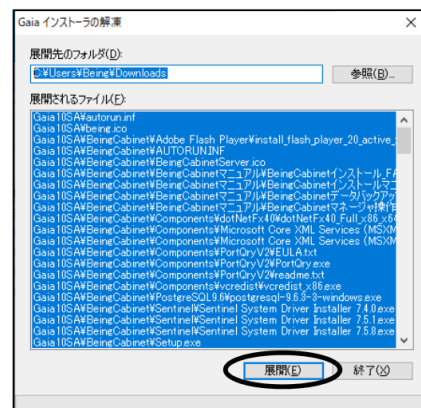 Gaia インストーラの解凍
展開先のフォルダ(D):
C:¥Users¥Being¥Downloads
参照(B)...
展開されるファイル(F):
Gaia10SA¥autorun.inf
Gaia10SA¥being.ico
Gaia10SA¥BeingCabinet¥Adobe Flash Player¥install_flash_player_20_active_
Gaia10SA¥BeingCabinet¥AUTORUN.INF
Gaia10SA¥BeingCabinet¥BeingCabinetServer.ico
Gaia10SA¥BeingCabinet¥BeingCabinetマニュアル¥BeingCabinetインストール_FA
Gaia10SA¥BeingCabinet¥BeingCabinetマニュアル¥BeingCabinetインストールマニ
Gaia10SA¥BeingCabinet¥BeingCabinetマニュアル¥BeingCabinetデータバックアッ
Gaia10SA¥BeingCabinet¥BeingCabinetマニュアル¥BeingCabinetマネージャ操作
Gaia10SA¥BeingCabinet¥Components¥dotNetFx40¥dotNetFx40_Full_x86_x64
Gaia10SA¥BeingCabinet¥Components¥Microsoft Core XML Services (MSXM
Gaia10SA¥BeingCabinet¥Components¥Microsoft Core XML Services (MSXM
Gaia10SA¥BeingCabinet¥Components¥PortQryV2¥EULA.txt
Gaia10SA¥BeingCabinet¥Components¥PortQryV2¥PortQry.exe
Gaia10SA¥BeingCabinet¥Components¥PortQryV2¥readme.txt
Gaia10SA¥BeingCabinet¥Components¥vcredist¥vcredist_x86.exe
Gaia10SA¥BeingCabinet¥PostgreSQL9.6¥postgresql-9.6.3-3-windows.exe
Gaia10SA¥BeingCabinet¥Sentinel¥Sentinel System Driver Installer 7.4.0.exe
Gaia10SA¥BeingCabinet¥Sentinel¥Sentinel System Driver Installer 7.5.1.exe
Gaia10SA¥BeingCabinet¥Sentinel¥Sentinel System Driver Installer 7.5.8.exe
Gaia10SA¥BeingCabinet¥Setup.exe
展開(E)
終了(X)